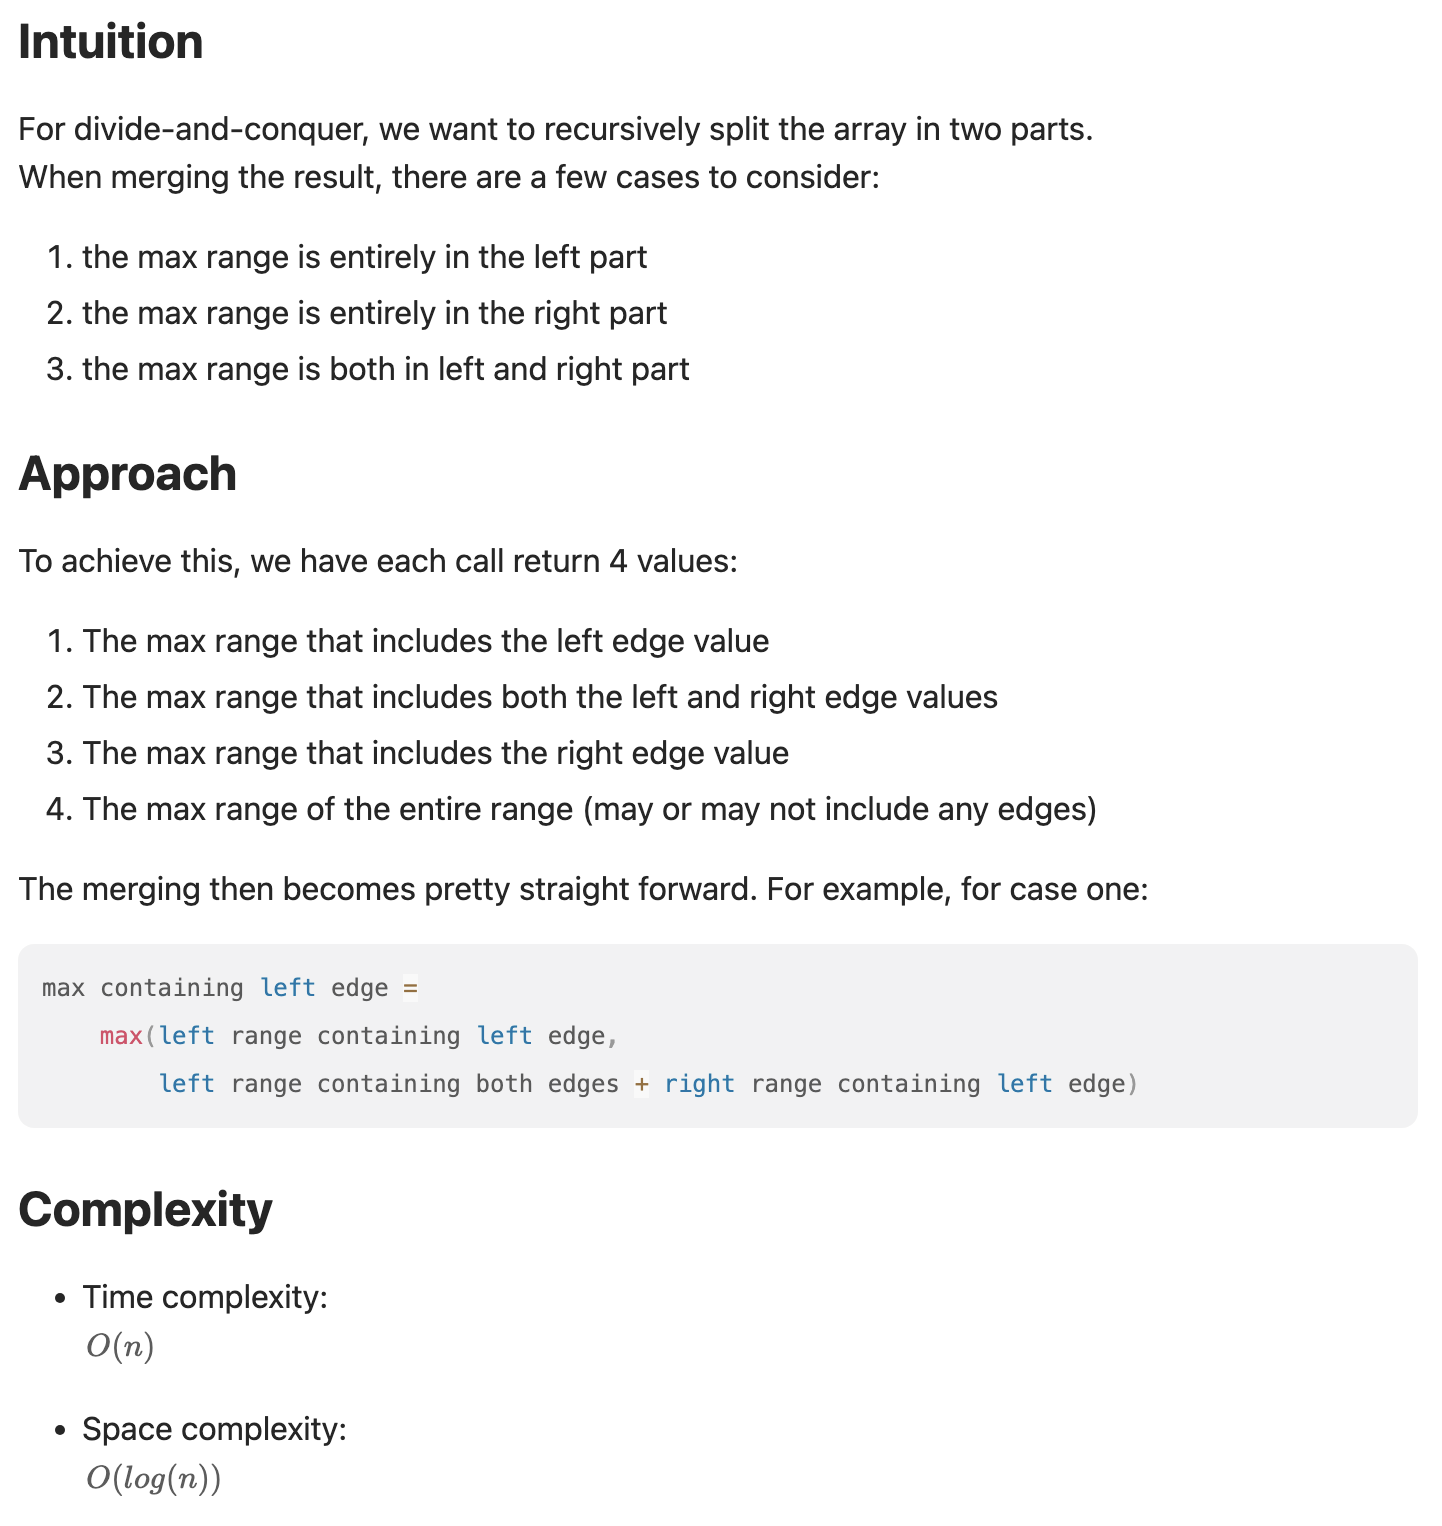 Intuition
For divide-and-conquer, we want to recursively split the array in two parts.
When merging the result, there are a few cases to consider:
1. the max range is entirely in the left part
2. the max range is entirely in the right part
3. the max range is both in left and right part
Approach
To achieve this, we have each call return 4 values:
1. The max range that includes the left edge value
2. The max range that includes both the left and right edge values
3. The max range that includes the right edge value
4. The max range of the entire range (may or may not include any edges)
The merging then becomes pretty straight forward. For example, for case one:
max containing left edge =
    max(left range containing left edge,
        left range containing both edges + right range containing left edge)
Complexity
• Time complexity:
O(n)
• Space complexity:
O(log(n))